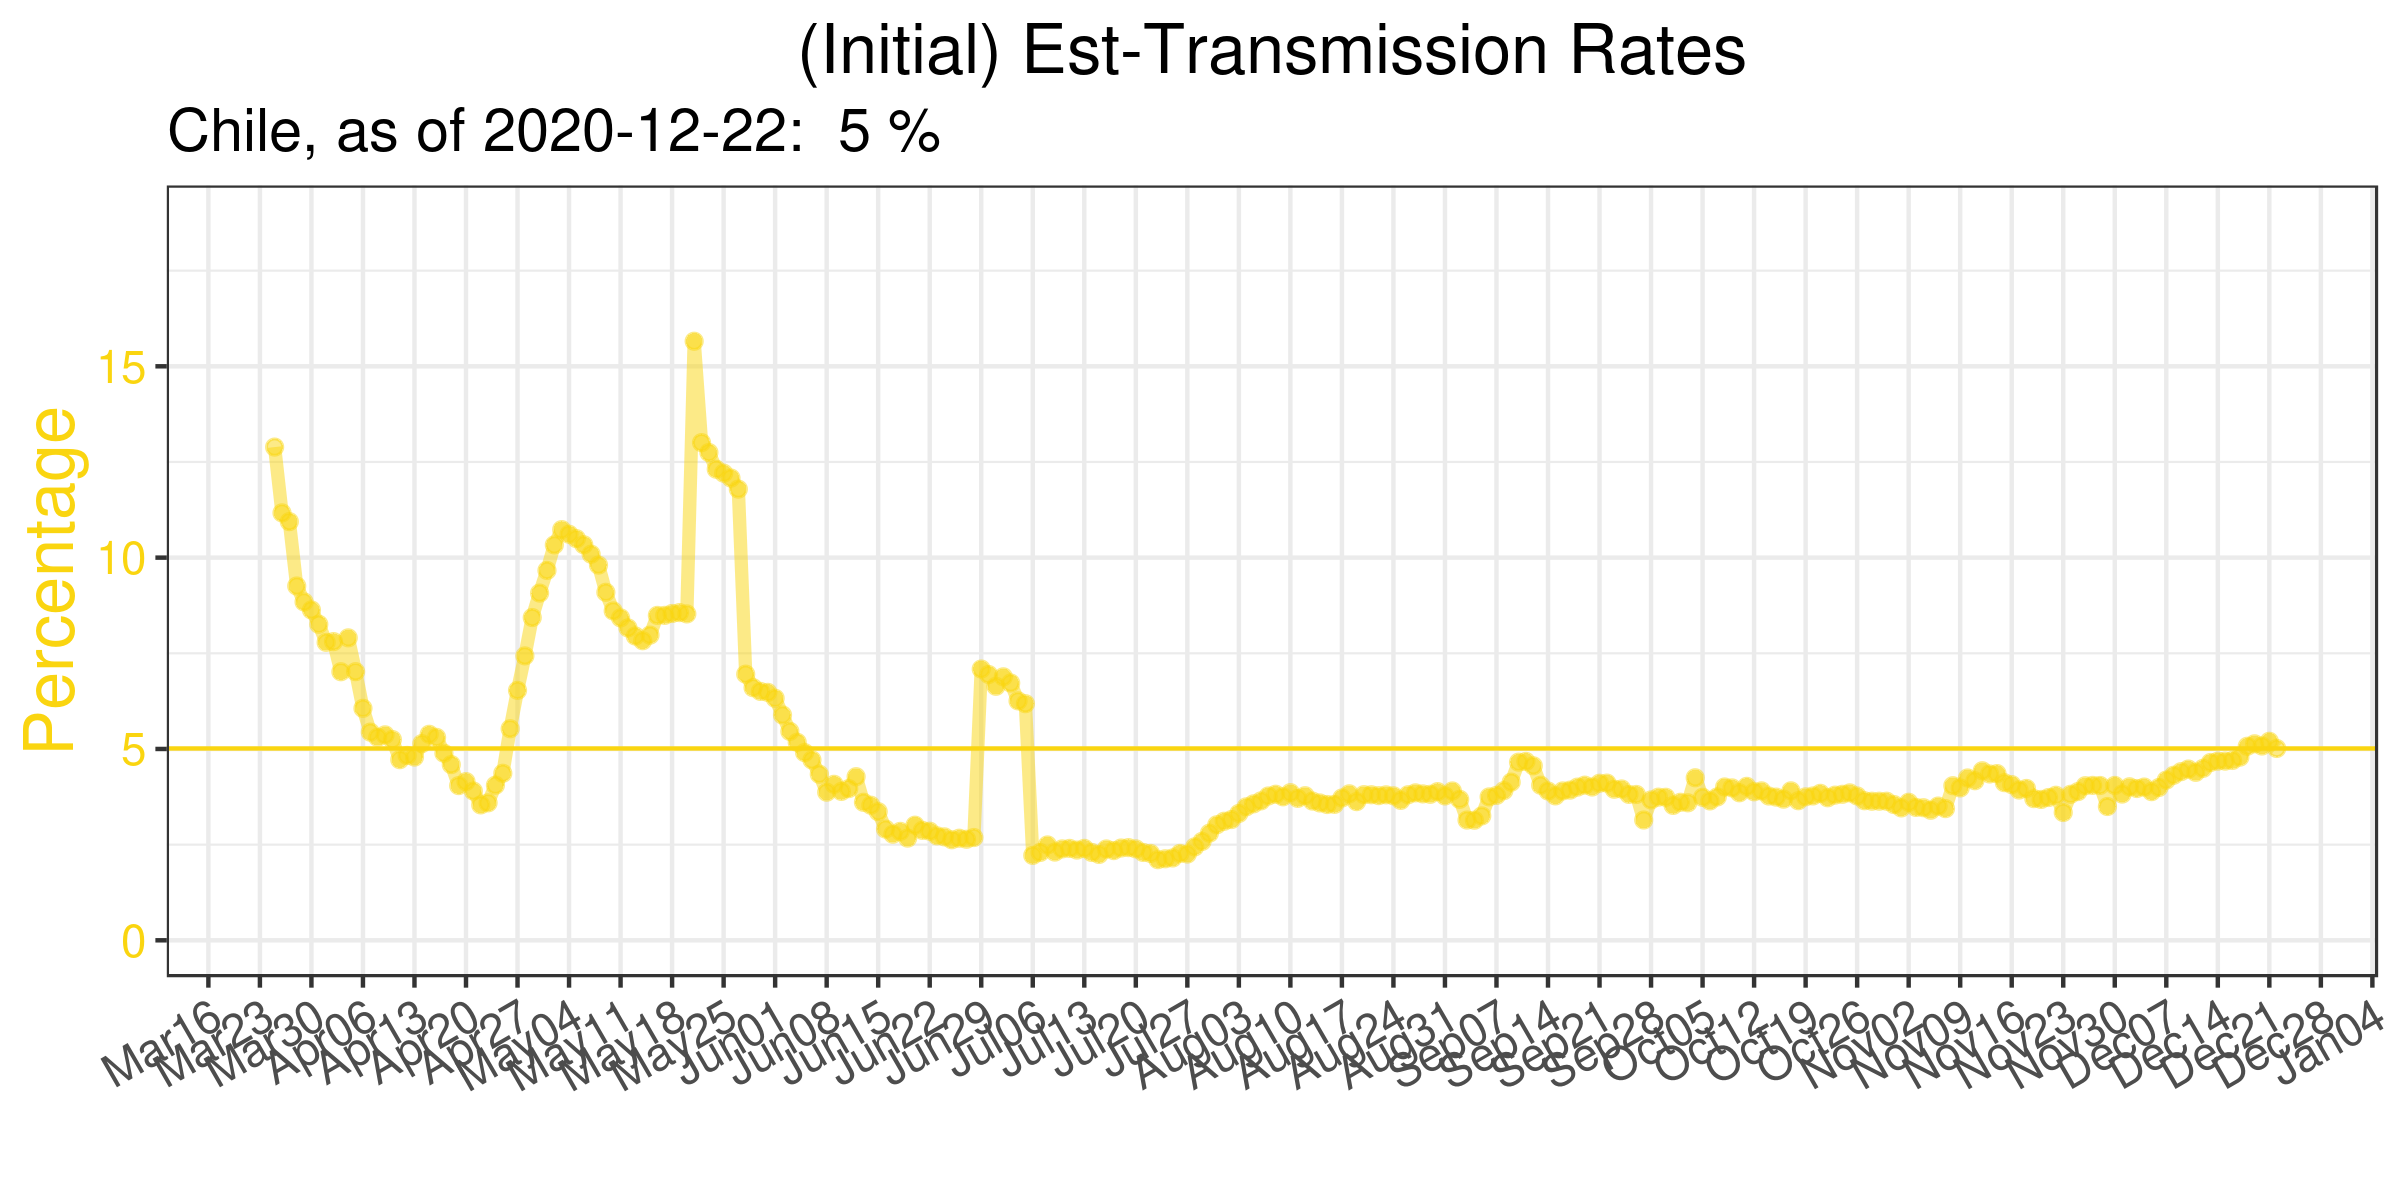 (Initial) Est-Transmission Rates
Chile, as of 2020-12-22:  5 %
Percentage
15
10
5
0
Mar16
Mar23
Mar30
Apr06
Apr13
Apr20
Apr27
May04
May11
May18
May25
Jun01
Jun08
Jun15
Jun22
Jun29
Jul06
Jul13
Jul20
Jul27
Aug03
Aug10
Aug17
Aug24
Aug31
Sep07
Sep14
Sep21
Sep28
Oct05
Oct12
Oct19
Oct26
Nov02
Nov09
Nov16
Nov23
Nov30
Dec07
Dec14
Dec21
Dec28
Jan04